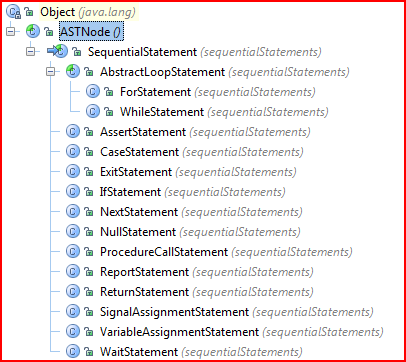 Object (java.lang)
ASTNode ()
SequentialStatement (sequentialStatements)
AbstractLoopStatement (sequentialStatements)
ForStatement (sequentialStatements)
WhileStatement (sequentialStatements)
AssertStatement (sequentialStatements)
CaseStatement (sequentialStatements)
ExitStatement (sequentialStatements)
IfStatement (sequentialStatements)
NextStatement (sequentialStatements)
NullStatement (sequentialStatements)
ProcedureCallStatement (sequentialStatements)
ReportStatement (sequentialStatements)
ReturnStatement (sequentialStatements)
SignalAssignmentStatement (sequentialStatements)
VariableAssignmentStatement (sequentialStatements)
WaitStatement (sequentialStatements)